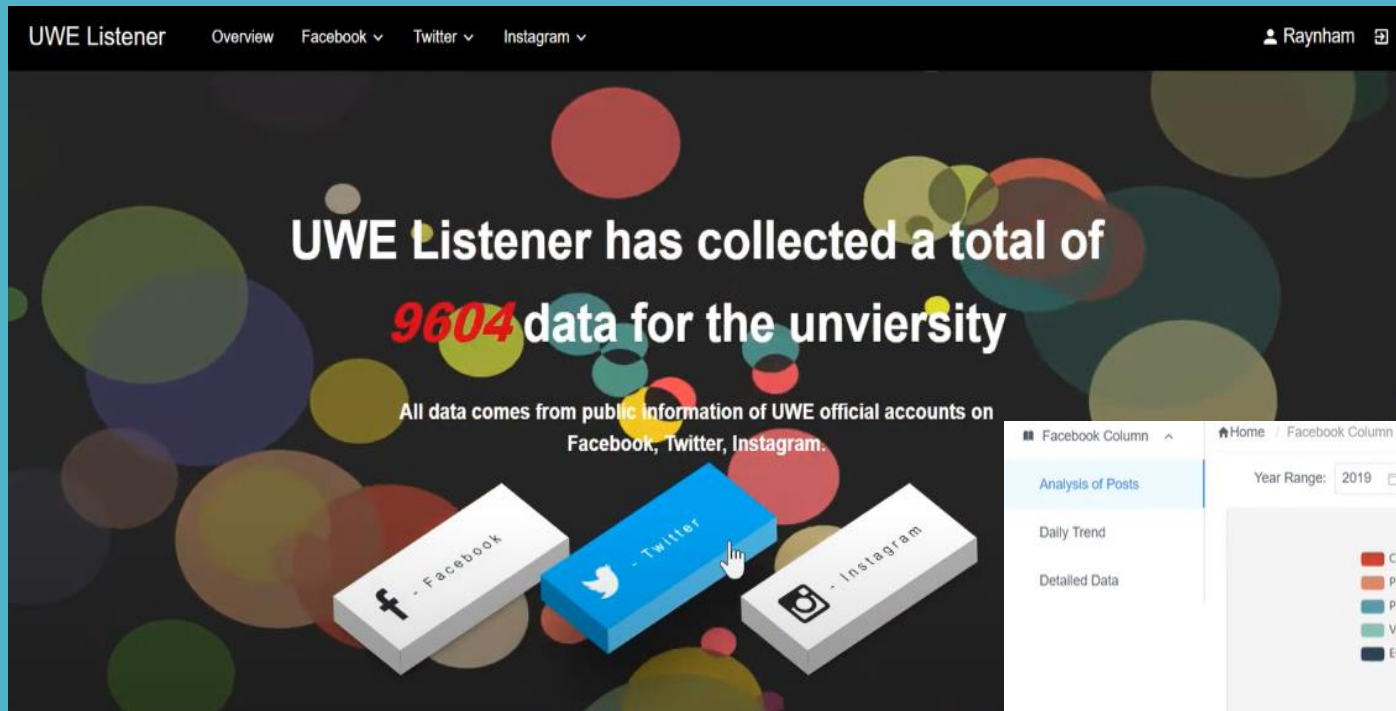 UWE Listener Overview Facebook Twitter Instagram Raynham
UWE Listener has collected a total of
9604 data for the unviersity
All data comes from public information of UWE official accounts on
Facebook, Twitter, Instagram.
f - Facebook
- Twitter
- Instagram
Facebook Column
Analysis of Posts
Daily Trend
Detailed Data
Home / Facebook Column
Year Range: 2019
C
P
P
V